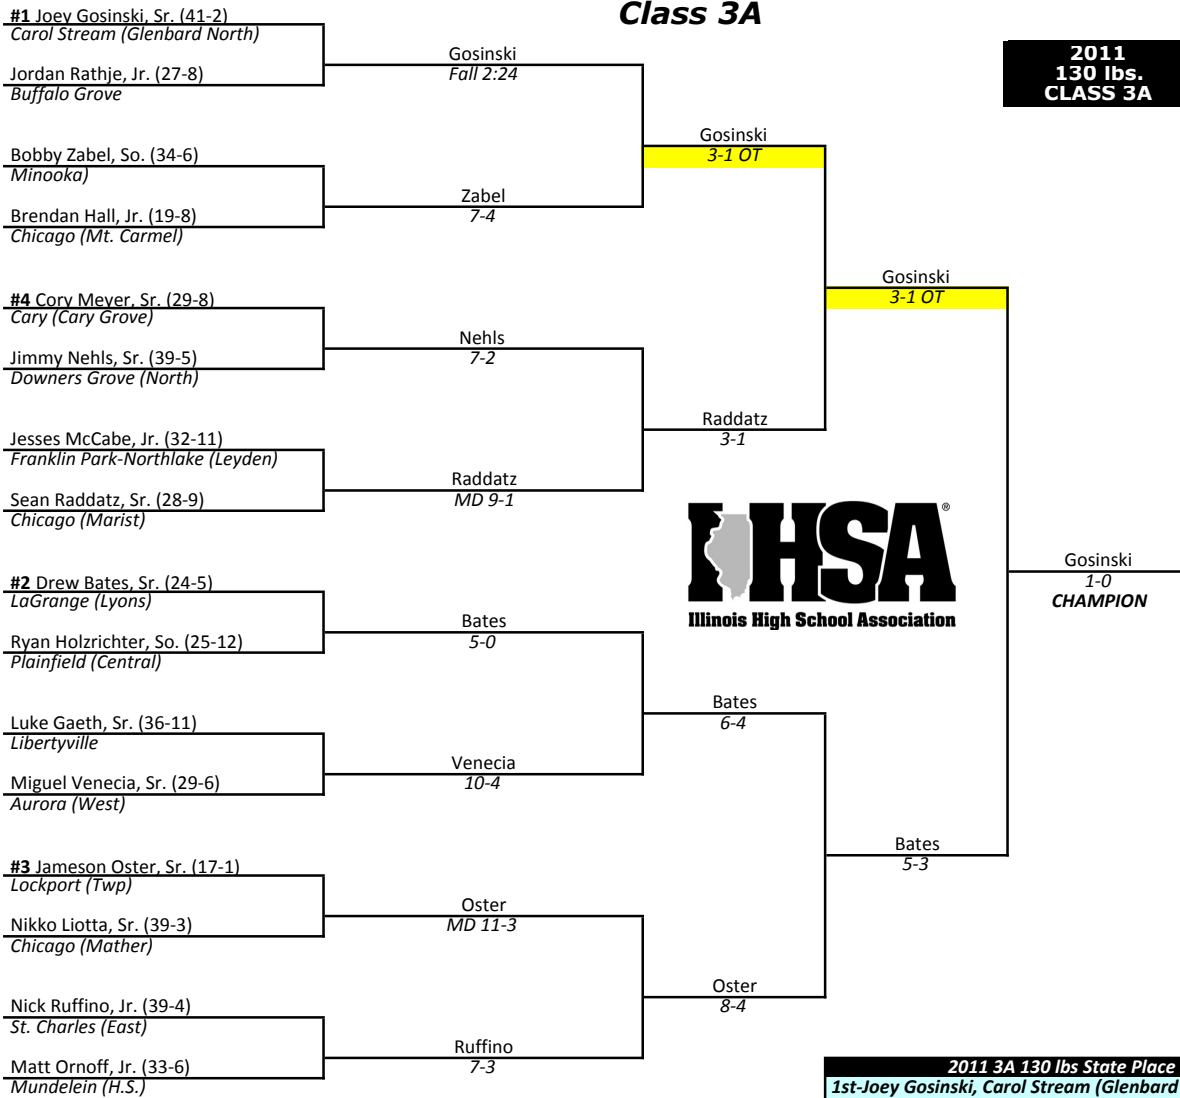 Class 3A
2011
130 lbs.
CLASS 3A
#1 Joey Gosinski, Sr. (41-2)
Carol Stream (Glenbard North)
Gosinski
Fall 2:24
Jordan Rathje, Jr. (27-8)
Buffalo Grove
Gosinski
3-1 OT
Bobby Zabel, So. (34-6)
Minooka)
Zabel
7-4
Brendan Hall, Jr. (19-8)
Chicago (Mt. Carmel)
Gosinski
3-1 OT
#4 Cory Meyer, Sr. (29-8)
Cary (Cary Grove)
Nehls
7-2
Jimmy Nehls, Sr. (39-5)
Downers Grove (North)
Raddatz
3-1
Jesses McCabe, Jr. (32-11)
Franklin Park-Northlake (Leyden)
Raddatz
MD 9-1
Sean Raddatz, Sr. (28-9)
Chicago (Marist)
IHSA®
Illinois High School Association
Gosinski
1-0
CHAMPION
#2 Drew Bates, Sr. (24-5)
LaGrange (Lyons)
Bates
5-0
Ryan Holzrichter, So. (25-12)
Plainfield (Central)
Bates
6-4
Luke Gaeth, Sr. (36-11)
Libertyville
Venecia
10-4
Miguel Venecia, Sr. (29-6)
Aurora (West)
Bates
5-3
#3 Jameson Oster, Sr. (17-1)
Lockport (Twp)
Oster
MD 11-3
Nikko Liotta, Sr. (39-3)
Chicago (Mather)
Oster
8-4
Nick Ruffino, Jr. (39-4)
St. Charles (East)
Ruffino
7-3
Matt Ornoff, Jr. (33-6)
Mundelein (H.S.)
2011 3A 130 lbs State Place
1st-Joey Gosinski, Carol Stream (Glenbard